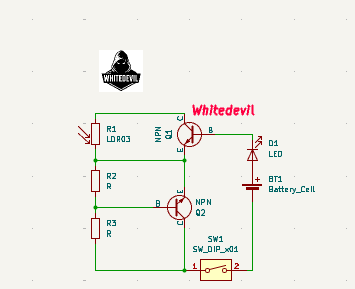 WHITEDEVIL
Whitedevil
C
NPN
Q1
B
E
R1
LDR03
D1
LED
R2
R
E
NPN
Q2
B
C
BT1
Battery_Cell
+
R3
R
SW1
SW_DIP_x01
1
2